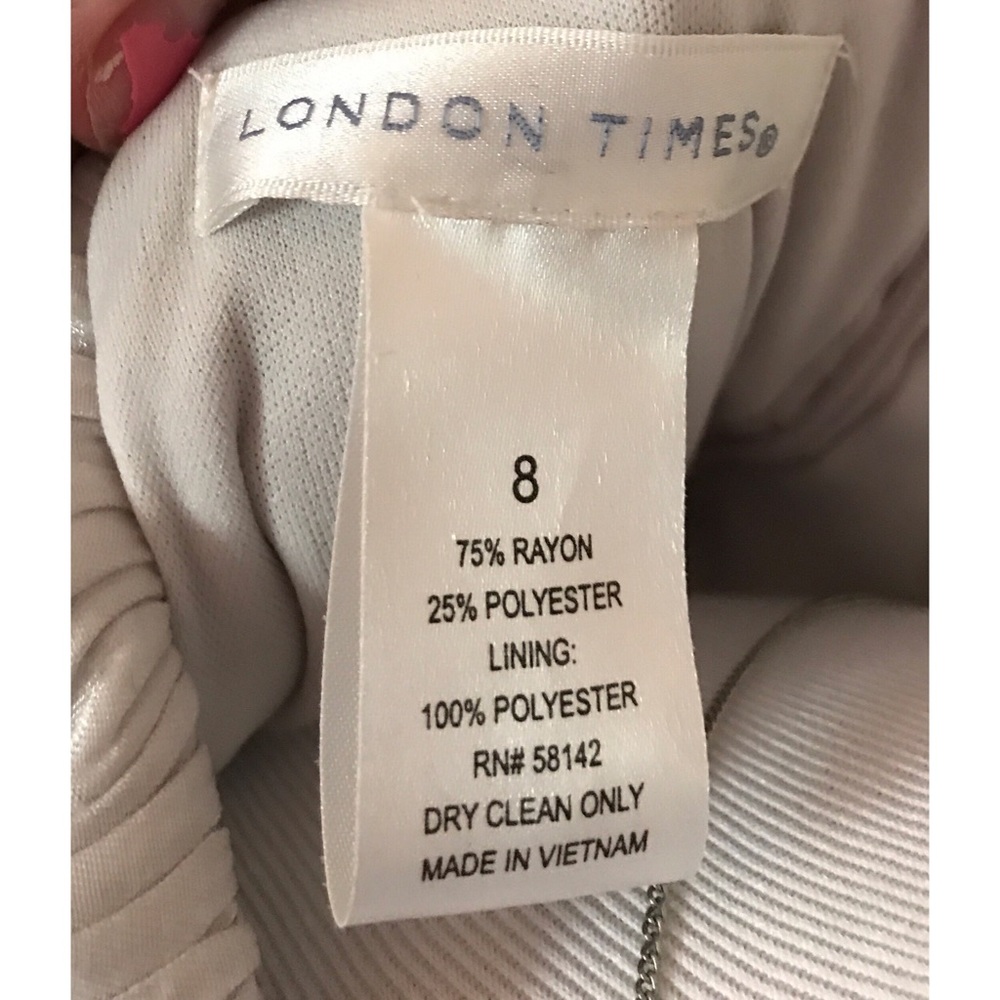 LONDON TIMES®
8
75% RAYON
25% POLYESTER
LINING:
100% POLYESTER
RN# 58142
DRY CLEAN ONLY
MADE IN VIETNAM